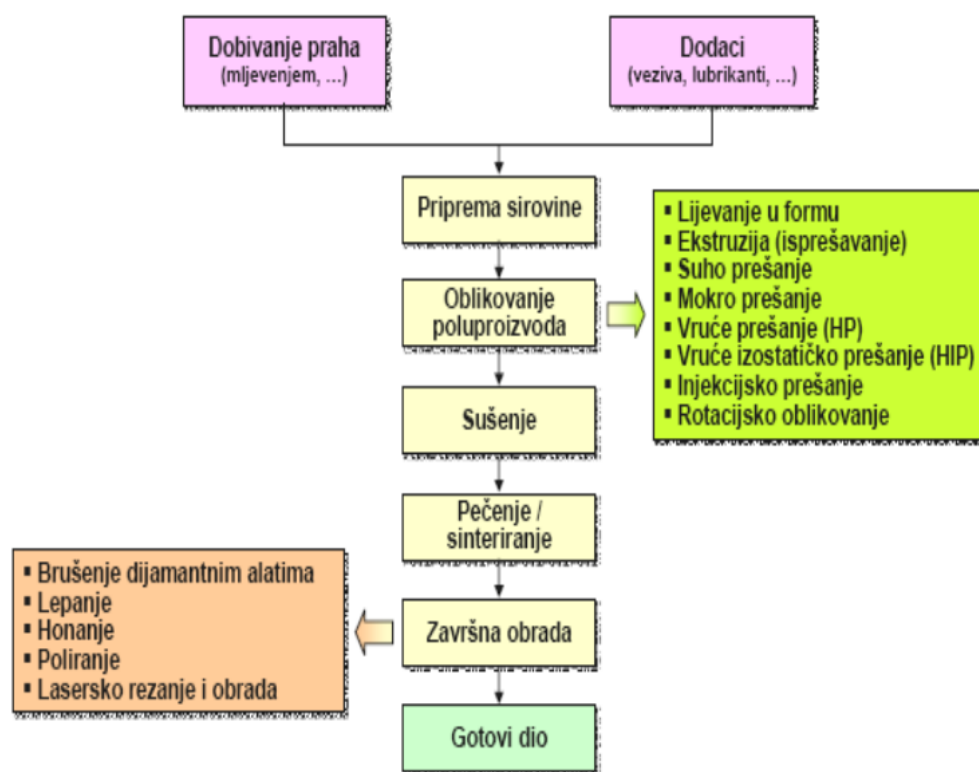 Dobivanje praha
(mljevenjem, ...)
Dodaci
(veziva, lubrikanti, ...)
Priprema sirovine
Oblikovanje
poluproizvoda
▪ Lijevanje u formu
▪ Ekstruzija (isprešavanje)
▪ Suho prešanje
▪ Mokro prešanje
▪ Vruće prešanje (HP)
▪ Vruće izostatičko prešanje (HIP)
▪ Injekcijsko prešanje
▪ Rotacijsko oblikovanje
Sušenje
Pečenje /
sinteriranje
Završna obrada
▪ Brušenje dijamantnim alatima
▪ Lepanje
▪ Honanje
▪ Poliranje
▪ Lasersko rezanje i obrada
Gotovi dio